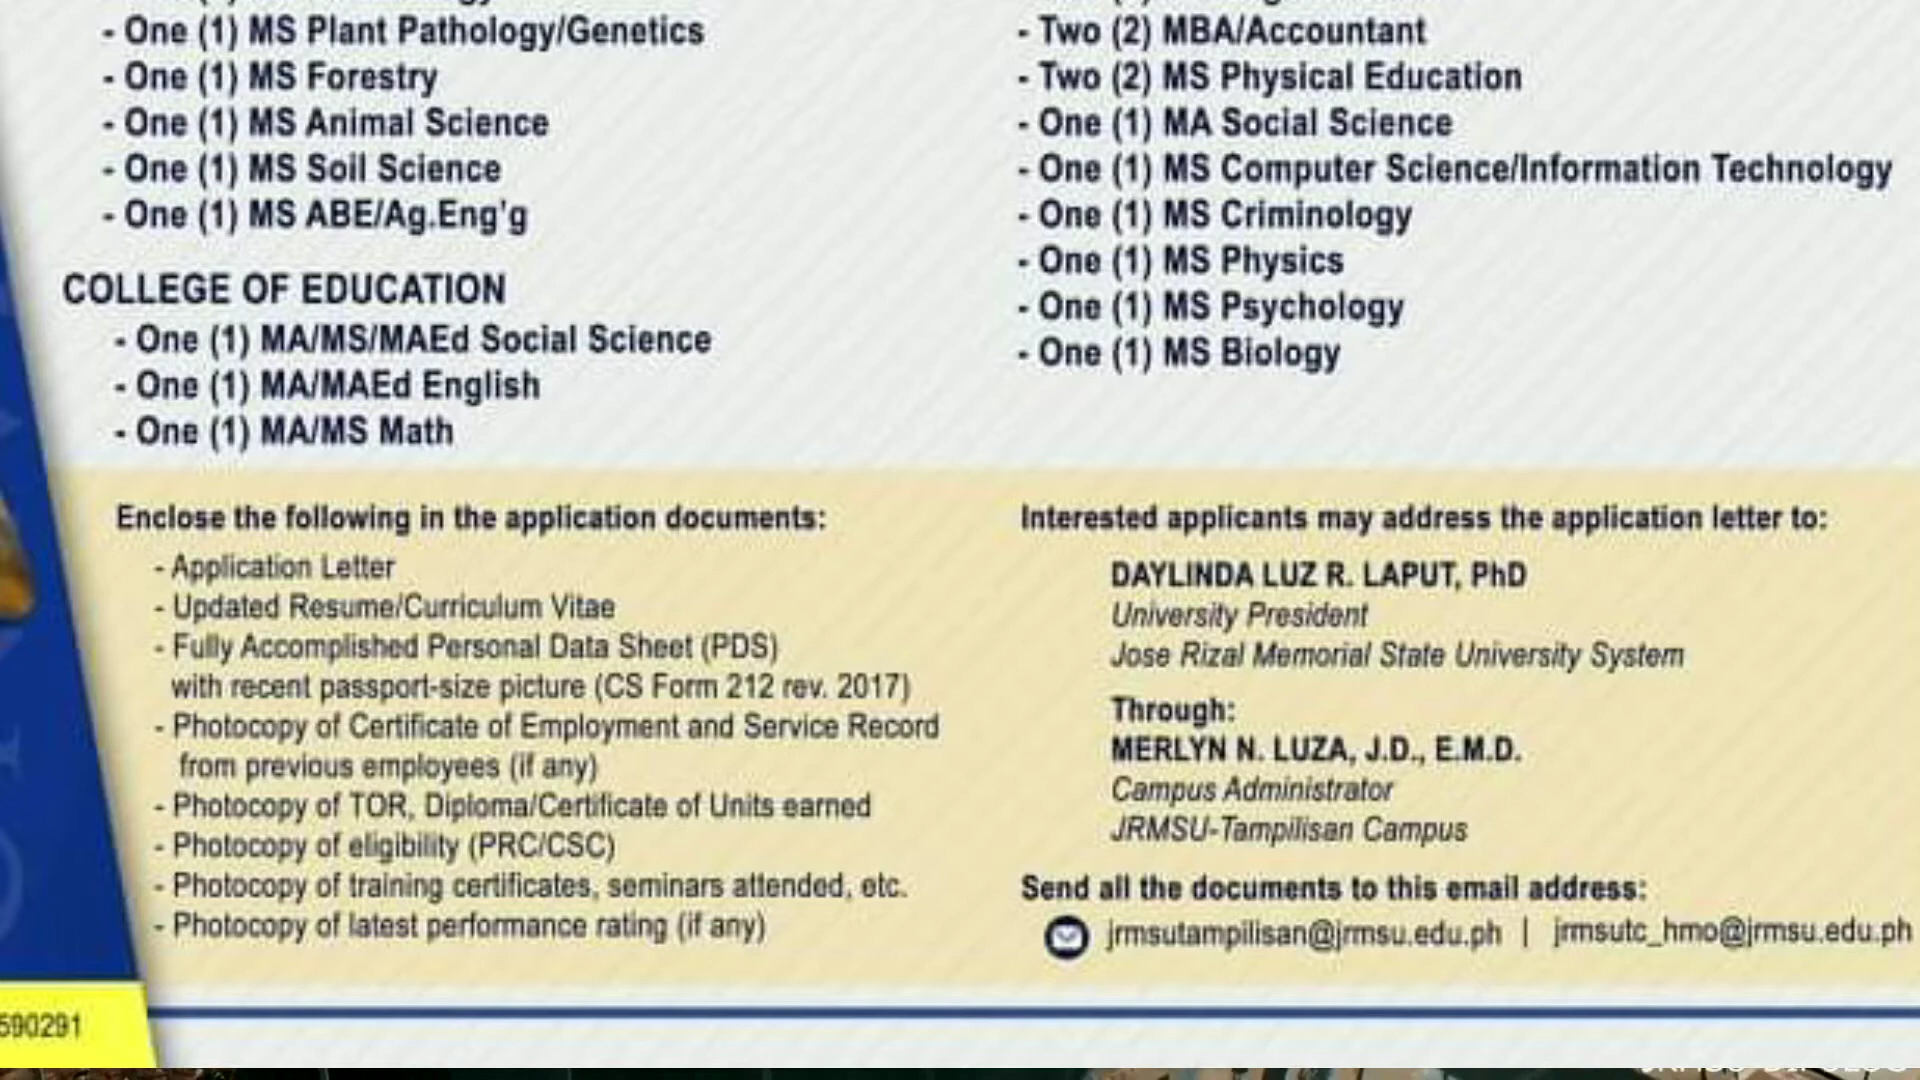 - One (1) MS Plant Pathology/Genetics
- One (1) MS Forestry
- One (1) MS Animal Science
- One (1) MS Soil Science
- One (1) MS ABE/Ag.Eng'g
COLLEGE OF EDUCATION
- One (1) MA/MS/MAEd Social Science
- One (1) MA/MAEd English
- One (1) MA/MS Math
- Two (2) MBA/Accountant
- Two (2) MS Physical Education
- One (1) MA Social Science
- One (1) MS Computer Science/Information Technology
- One (1) MS Criminology
- One (1) MS Physics
- One (1) MS Psychology
- One (1) MS Biology
Enclose the following in the application documents:
- Application Letter
- Updated Resume/Curriculum Vitae
- Fully Accomplished Personal Data Sheet (PDS)
with recent passport-size picture (CS Form 212 rev. 2017)
- Photocopy of Certificate of Employment and Service Record
from previous employees (if any)
- Photocopy of TOR, Diploma/Certificate of Units earned
- Photocopy of eligibility (PRC/CSC)
- Photocopy of training certificates, seminars attended, etc.
- Photocopy of latest performance rating (if any)
Interested applicants may address the application letter to:
DAYLINDA LUZ R. LAPUT, PhD
University President
Jose Rizal Memorial State University System
Through:
MERLYN N. LUZA, J.D., E.M.D.
Campus Administrator
JRMSU-Tampilisan Campus
Send all the documents to this email address:
jrmsutampilisan@jrmsu.edu.ph | jrmsutc_hmo@jrmsu.edu.ph
590291